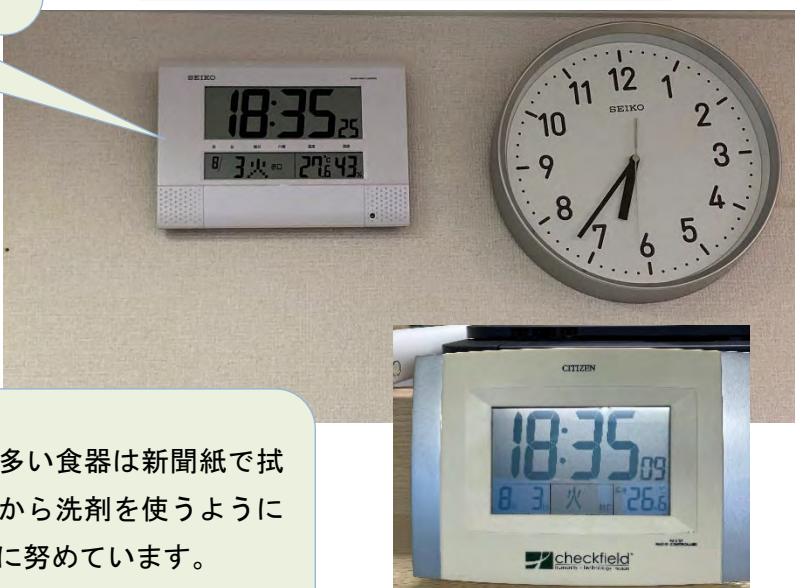 SEIKO
18:35 25
8/ 3 火 27.6℃ 43%
SEIKO
12
1
2
3
4
5
6
7
8
9
10
11
CITIZEN
18:35 09
8 3 火 26.6
checkfield
多い食器は新聞紙で拭
から洗剤を使うように
に努めています。